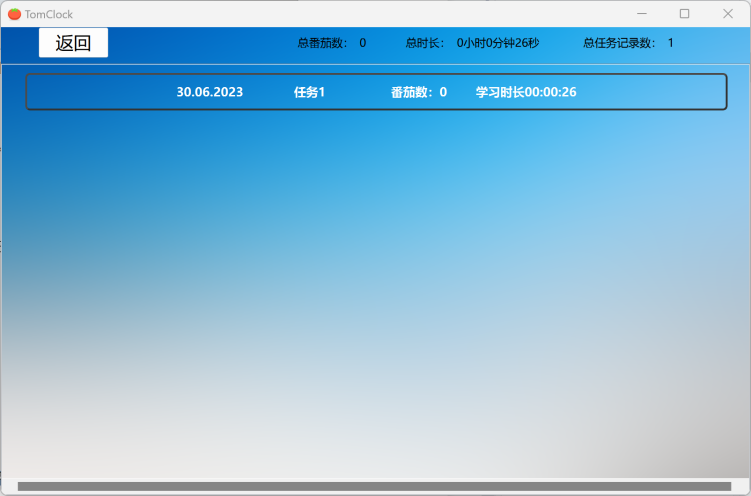 TomClock
返回 总番茄数： 0 总时长： 0小时0分钟26秒 总任务记录数： 1
30.06.2023 任务1 番茄数：0 学习时长00:00:26